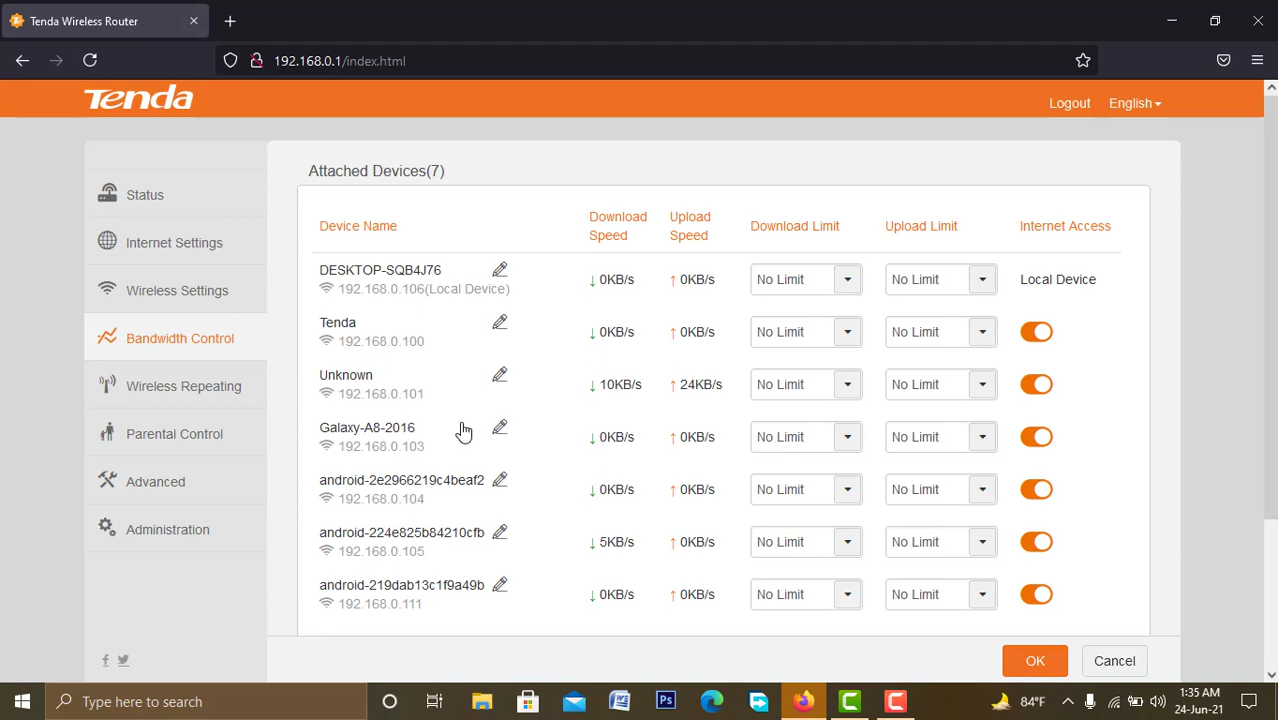 Tenda Wireless Router
192.168.0.1/index.html
Tenda
Logout English
Attached Devices(7)
Status
Internet Settings
Wireless Settings
Bandwidth Control
Wireless Repeating
Parental Control
Advanced
Administration
Device Name Download Speed Upload Speed Download Limit Upload Limit Internet Access
DESKTOP-SQB4J76
192.168.0.106(Local Device)
↓0KB/s ↑0KB/s No Limit No Limit Local Device
Tenda
192.168.0.100
↓0KB/s ↑0KB/s No Limit No Limit
Unknown
192.168.0.101
↓10KB/s ↑24KB/s No Limit No Limit
Galaxy-A8-2016
192.168.0.103
↓0KB/s ↑0KB/s No Limit No Limit
android-2e2966219c4beaf2
192.168.0.104
↓0KB/s ↑0KB/s No Limit No Limit
android-224e825b84210cfb
192.168.0.105
↓5KB/s ↑0KB/s No Limit No Limit
android-219dab13c1f9a49b
192.168.0.111
↓0KB/s ↑0KB/s No Limit No Limit
OK Cancel
Type here to search
Ps
84°F
1:35 AM
24-Jun-21